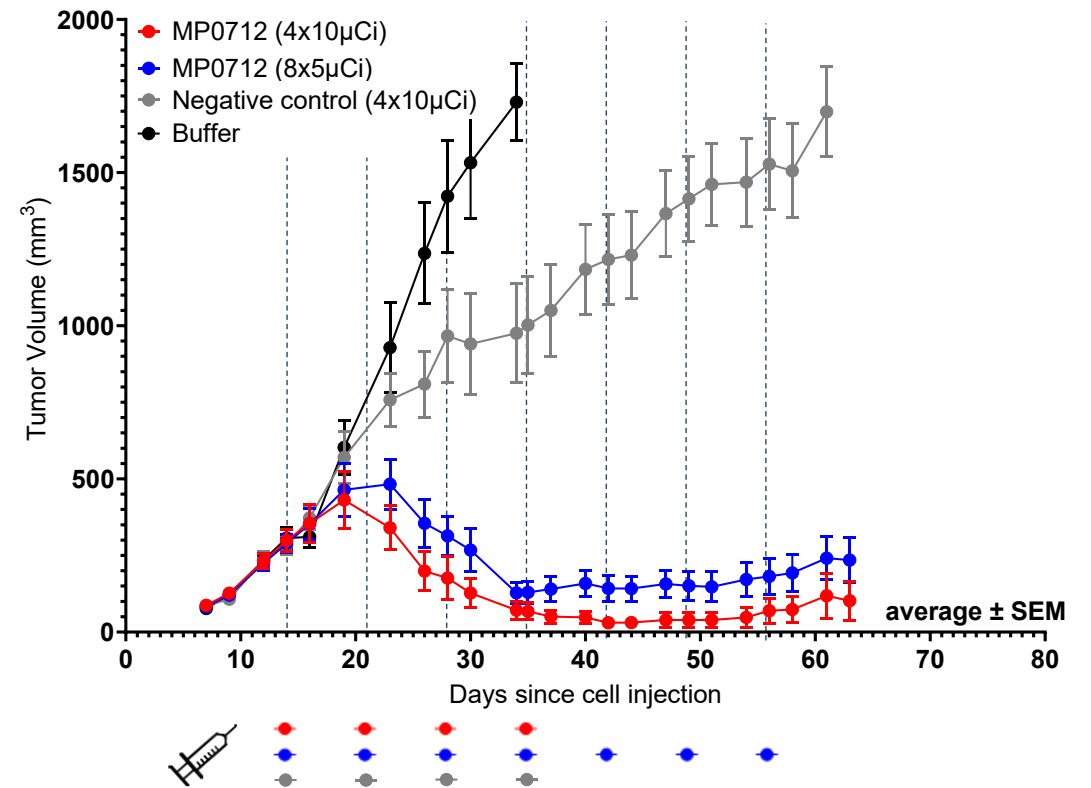 2000
1500
1000
500
0
Tumor Volume (mm³)
MP0712 (4x10µCi)
MP0712 (8x5µCi)
Negative control (4x10µCi)
Buffer
average ± SEM
0 10 20 30 40 50 60 70 80
Days since cell injection